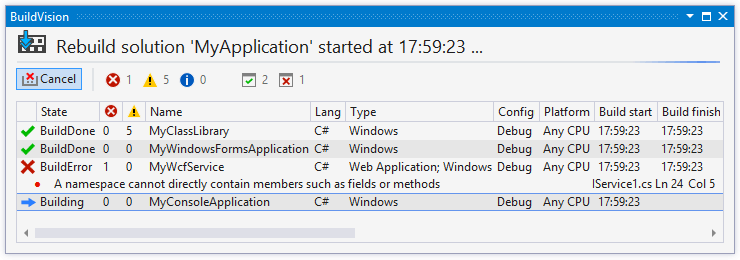 BuildVision
Rebuild solution 'MyApplication' started at 17:59:23 ...
Cancel 1 5 0 2 1
State Name Lang Type Config Platform Build start Build finish
BuildDone 0 5 MyClassLibrary C# Windows Debug Any CPU 17:59:23 17:59:23
BuildDone 0 0 MyWindowsFormsApplication C# Windows Debug Any CPU 17:59:23 17:59:23
BuildError 1 0 MyWcfService C# Web Application; Windows Debug Any CPU 17:59:23 17:59:23
A namespace cannot directly contain members such as fields or methods IService1.cs Ln 24 Col 5
Building 0 0 MyConsoleApplication C# Windows Debug Any CPU 17:59:23